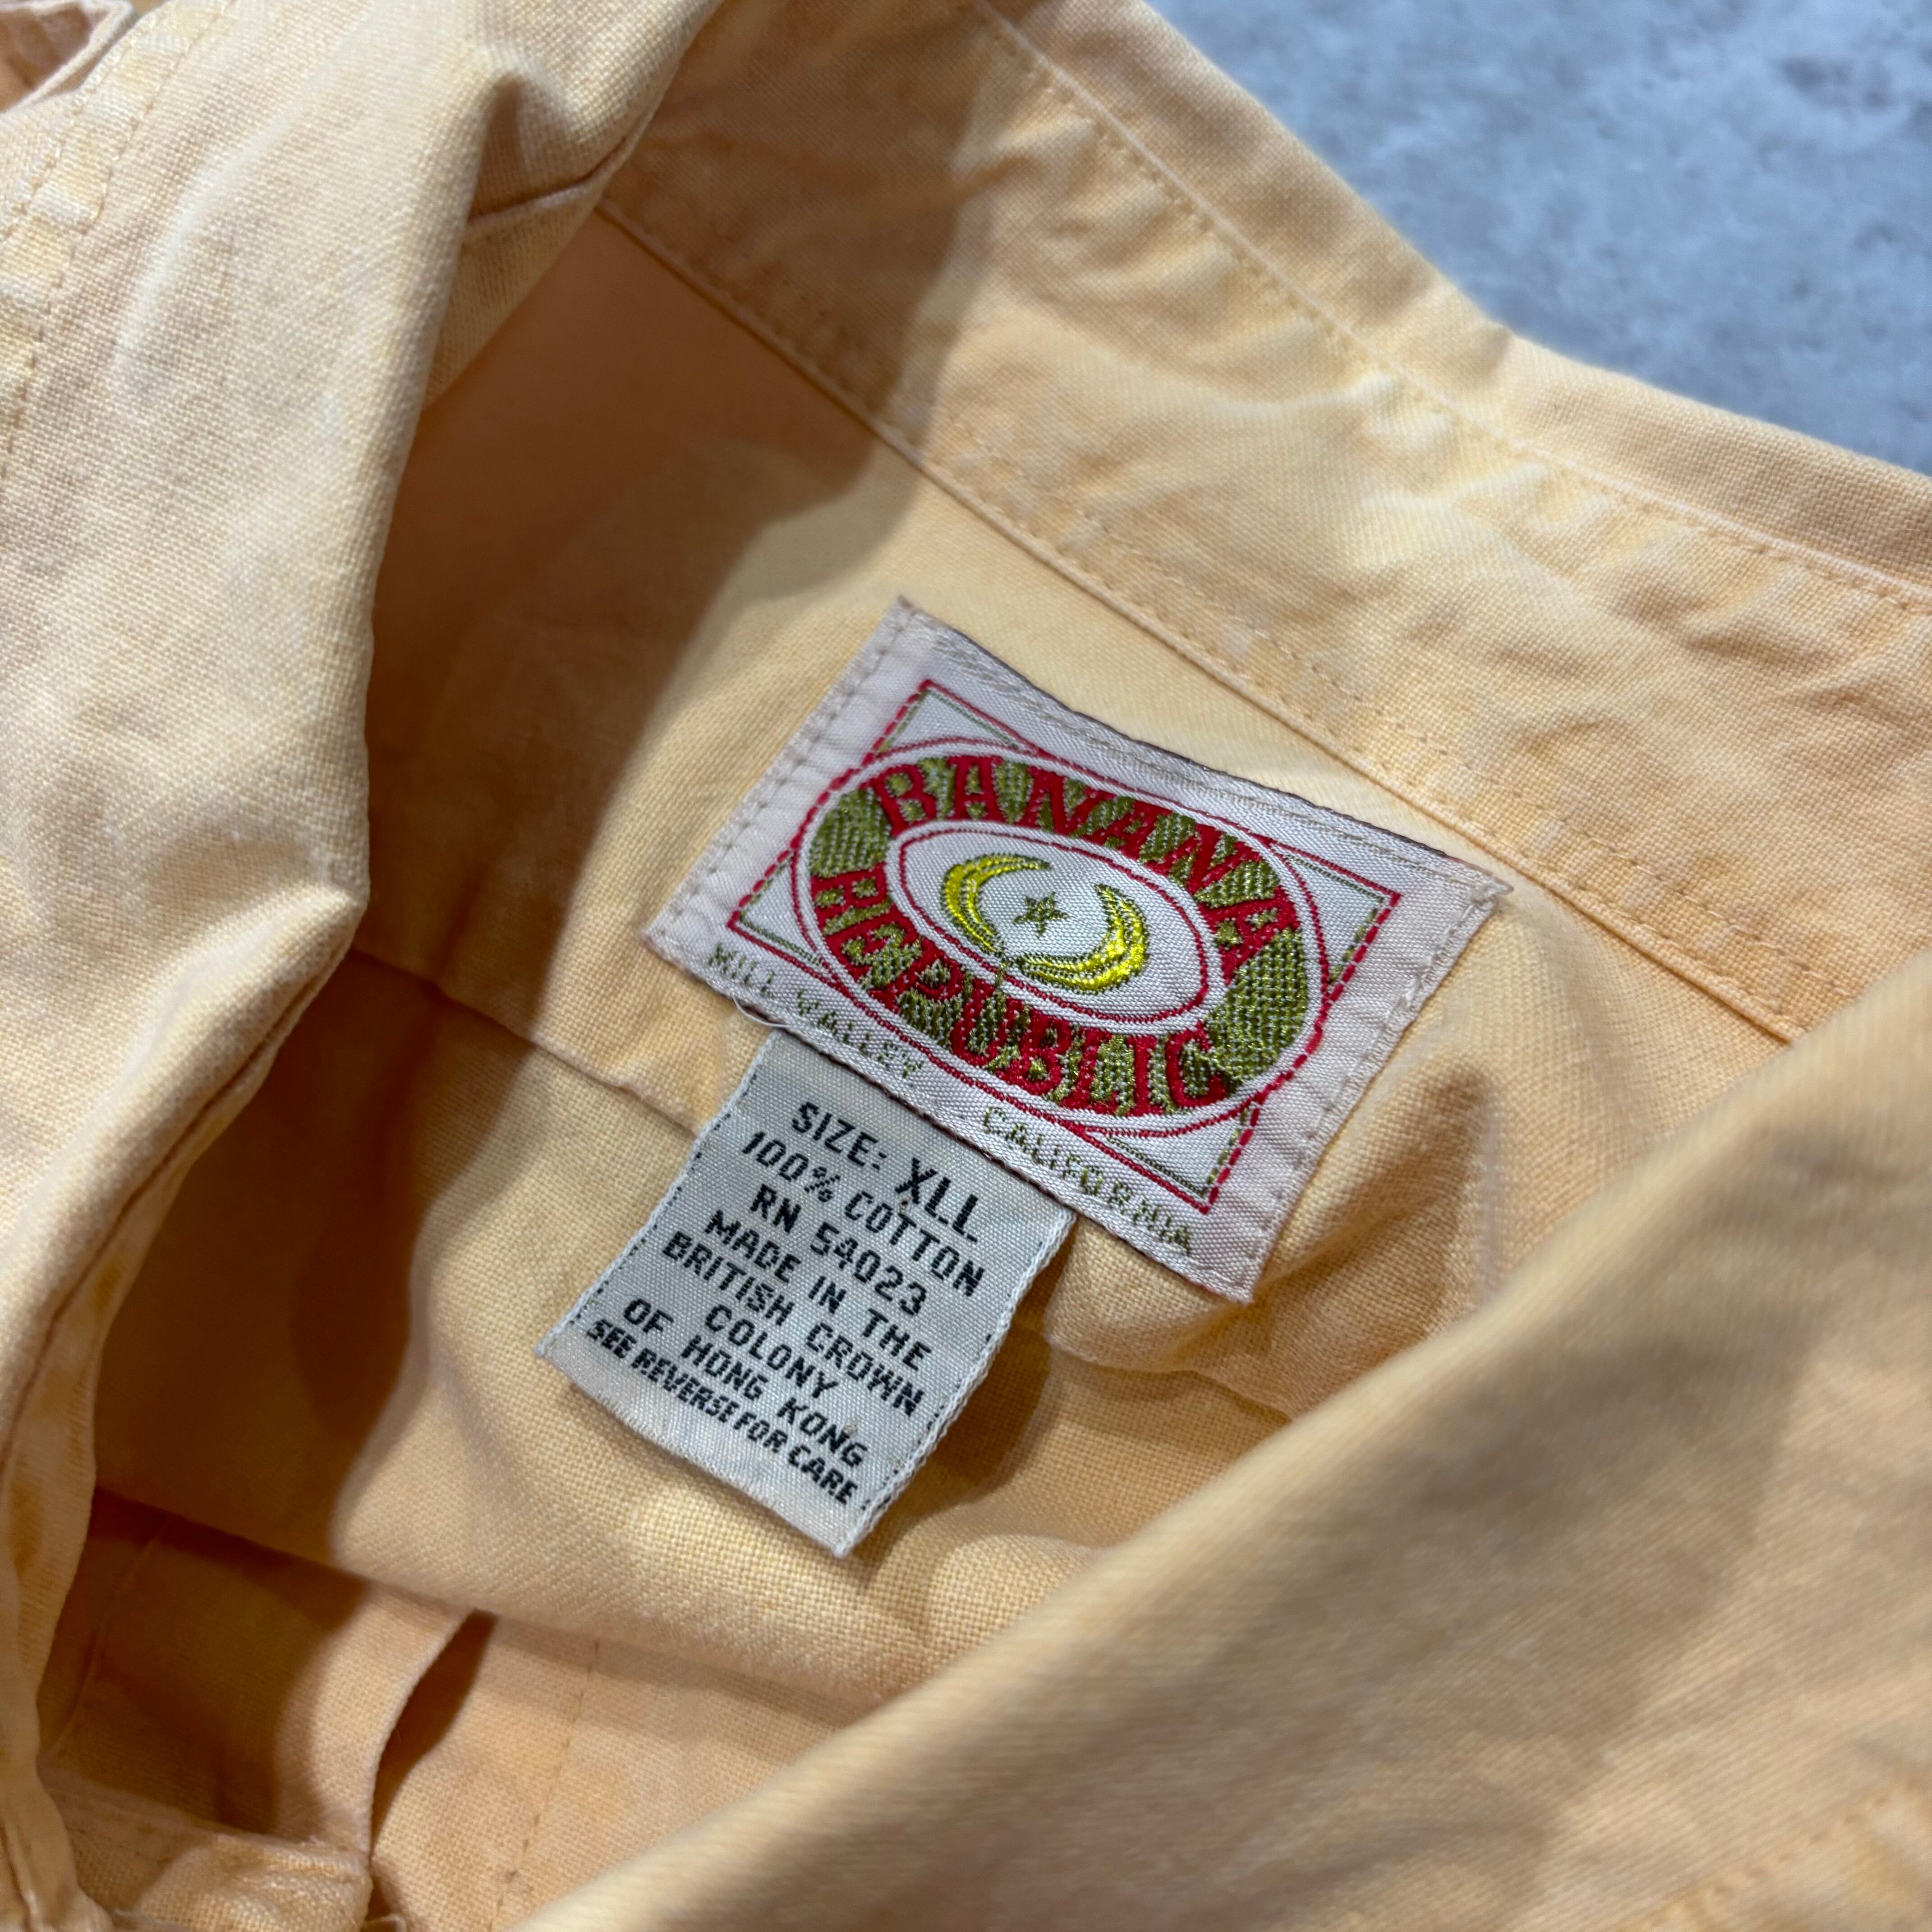 BANANA
REPUBLIC
MILL VALLEY CALIFORNIA
SIZE: XLL
100% COTTON
RN 54023
MADE IN THE
BRITISH CROWN
COLONY
OF HONG KONG
SEE REVERSE FOR CARE